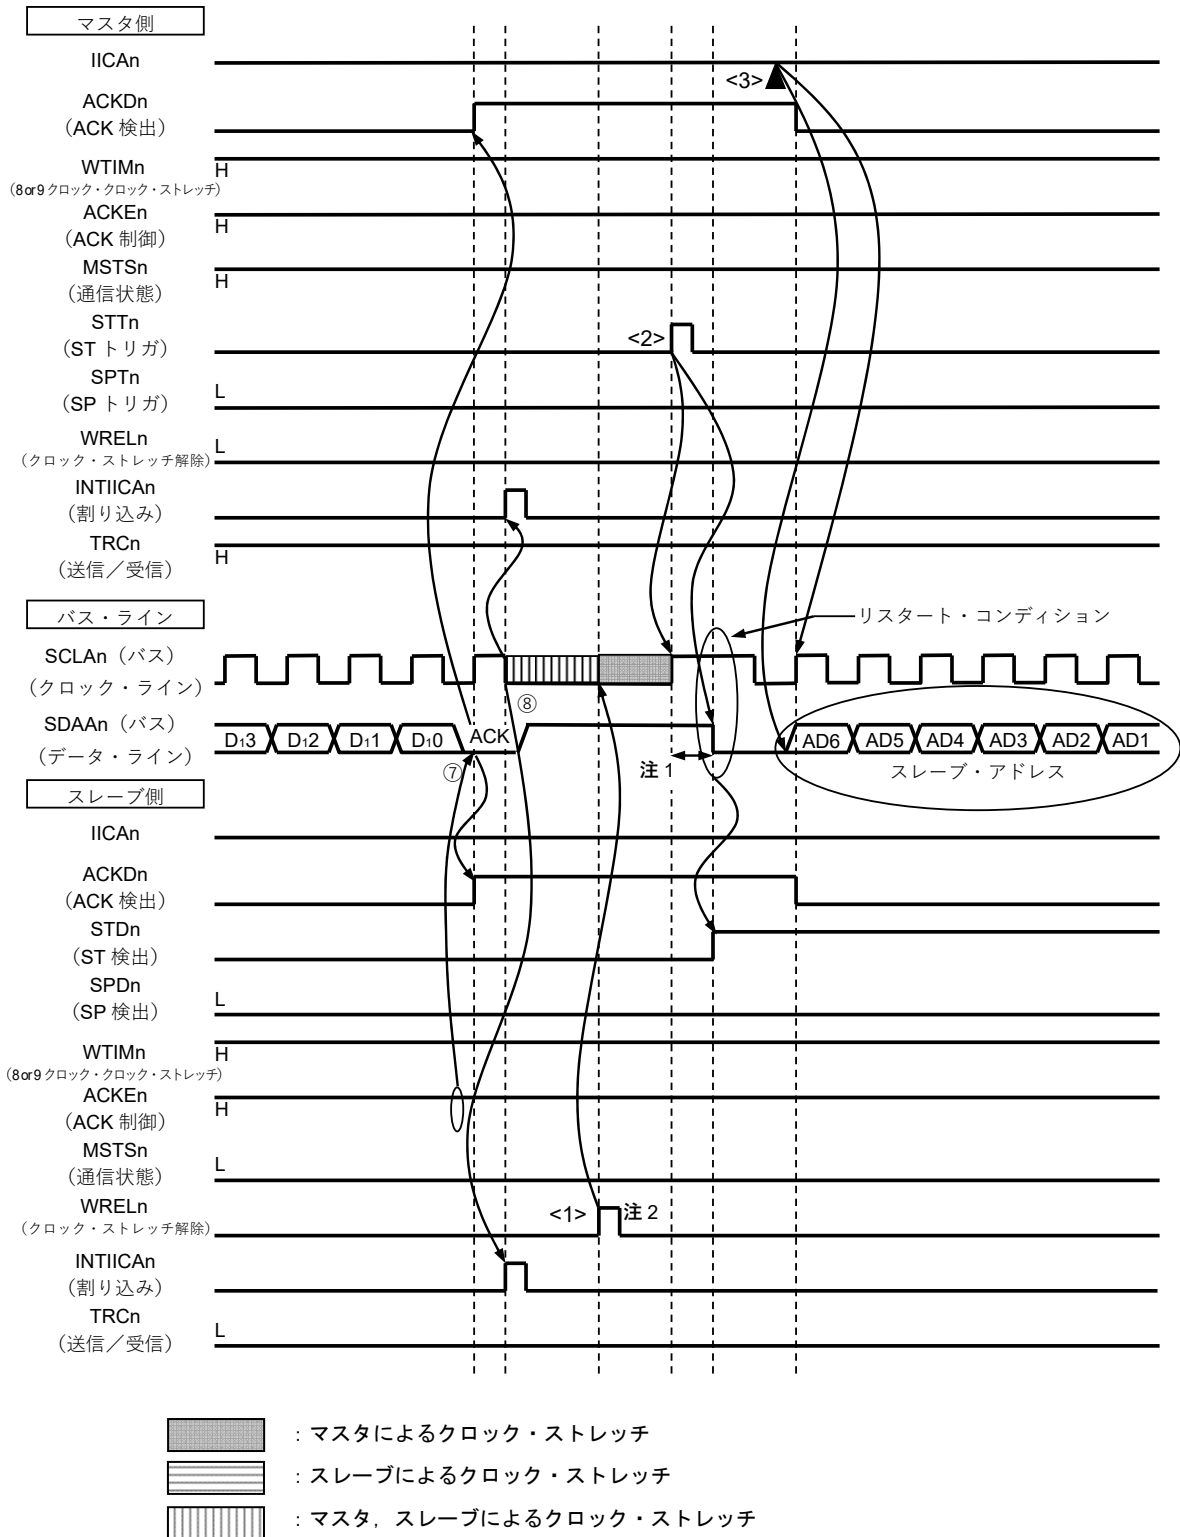 マスタ側
IICAn
<3>
ACKDn
（ACK 検出）
WTIMn
H
（8or9クロック・クロック・ストレッチ）
ACKEn
（ACK 制御）
H
MSTSn
（通信状態）
H
STTn
（ST トリガ）
<2>
SPTn
（SP トリガ）
L
WRELn
（クロック・ストレッチ解除）
L
INTIICAn
（割り込み）
TRCn
（送信／受信）
H
バス・ライン
リスタート・コンディション
SCLAn（バス）
（クロック・ライン）
⑧
SDAAn（バス）
（データ・ライン）
D13 D12 D11 D10 ACK AD6 AD5 AD4 AD3 AD2 AD1
⑦
注 1
スレーブ・アドレス
スレーブ側
IICAn
ACKDn
（ACK 検出）
STDn
（ST 検出）
SPDn
（SP 検出）
L
WTIMn
H
（8or9クロック・クロック・ストレッチ）
ACKEn
（ACK 制御）
H
MSTSn
（通信状態）
L
WRELn
（クロック・ストレッチ解除）
<1> 注 2
INTIICAn
（割り込み）
TRCn
（送信／受信）
L
：マスタによるクロック・ストレッチ
：スレーブによるクロック・ストレッチ
：マスタ，スレーブによるクロック・ストレッチ